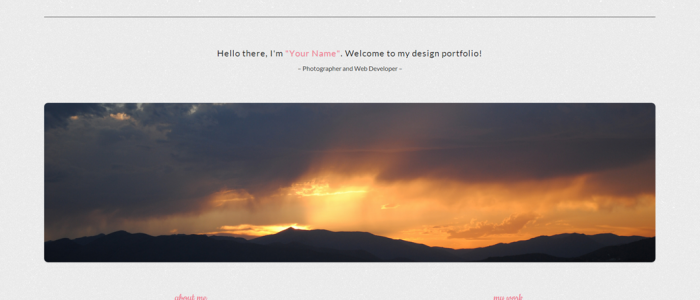 Hello there, I'm "Your Name". Welcome to my design portfolio!
~ Photographer and Web Developer ~
about me
my work